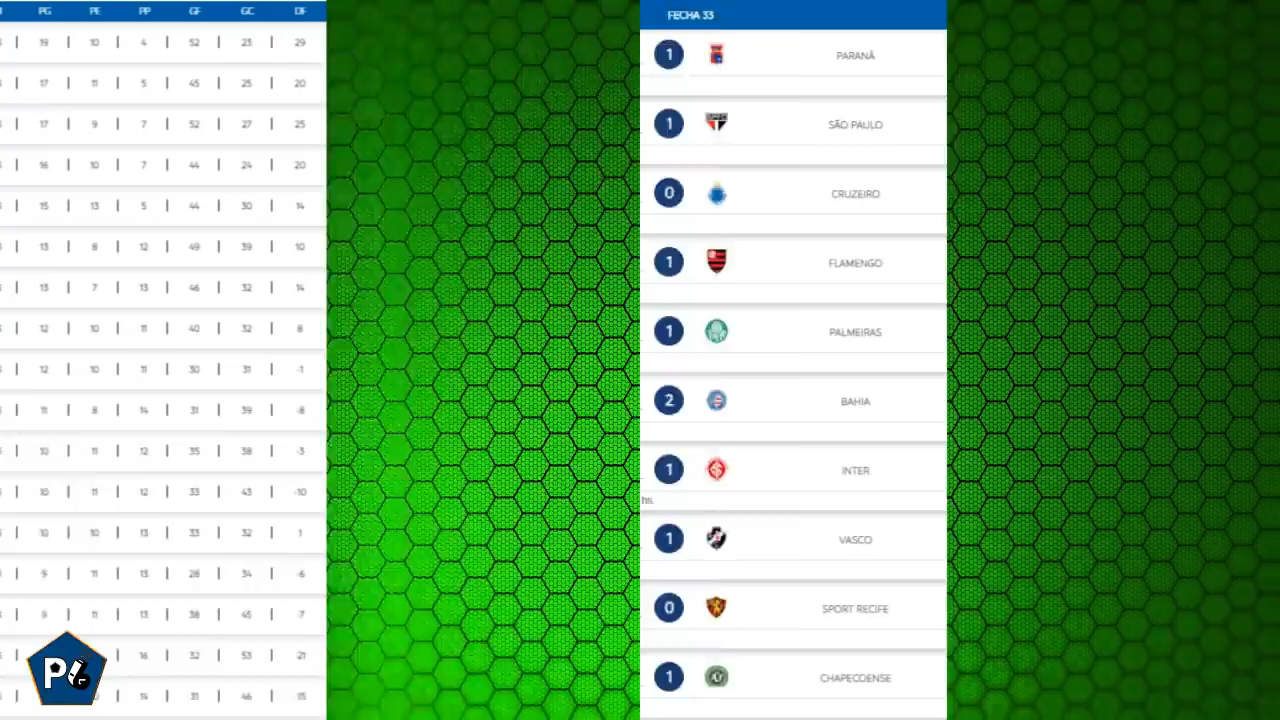 PG PE PP GF GC DF
| 19 | 10 | 4 | 52 | 23 | 29
| 17 | 11 | 5 | 45 | 25 | 20
| 17 | 9 | 7 | 52 | 27 | 25
| 16 | 10 | 7 | 44 | 24 | 20
| 15 | 13 | 5 | 44 | 30 | 14
| 13 | 8 | 12 | 49 | 39 | 10
| 13 | 7 | 13 | 46 | 32 | 14
| 12 | 10 | 11 | 40 | 32 | 8
| 12 | 10 | 11 | 30 | 31 | -1
| 11 | 8 | 14 | 31 | 39 | -8
| 10 | 11 | 12 | 35 | 38 | -3
| 10 | 11 | 12 | 33 | 43 | -10
| 10 | 10 | 13 | 33 | 32 | 1
| 9 | 11 | 13 | 28 | 34 | -6
| 9 | 11 | 13 | 38 | 45 | 7
| 16 | 32 | 53 | -21
| 14 | 31 | 46 | -15
P6
FECHA 33
1 PARANÁ
1 SÃO PAULO
0 CRUZEIRO
1 FLAMENGO
1 PALMEIRAS
2 BAHIA
1 INTER
hs.
1 VASCO
0 SPORT RECIFE
1 CHAPECOENSE